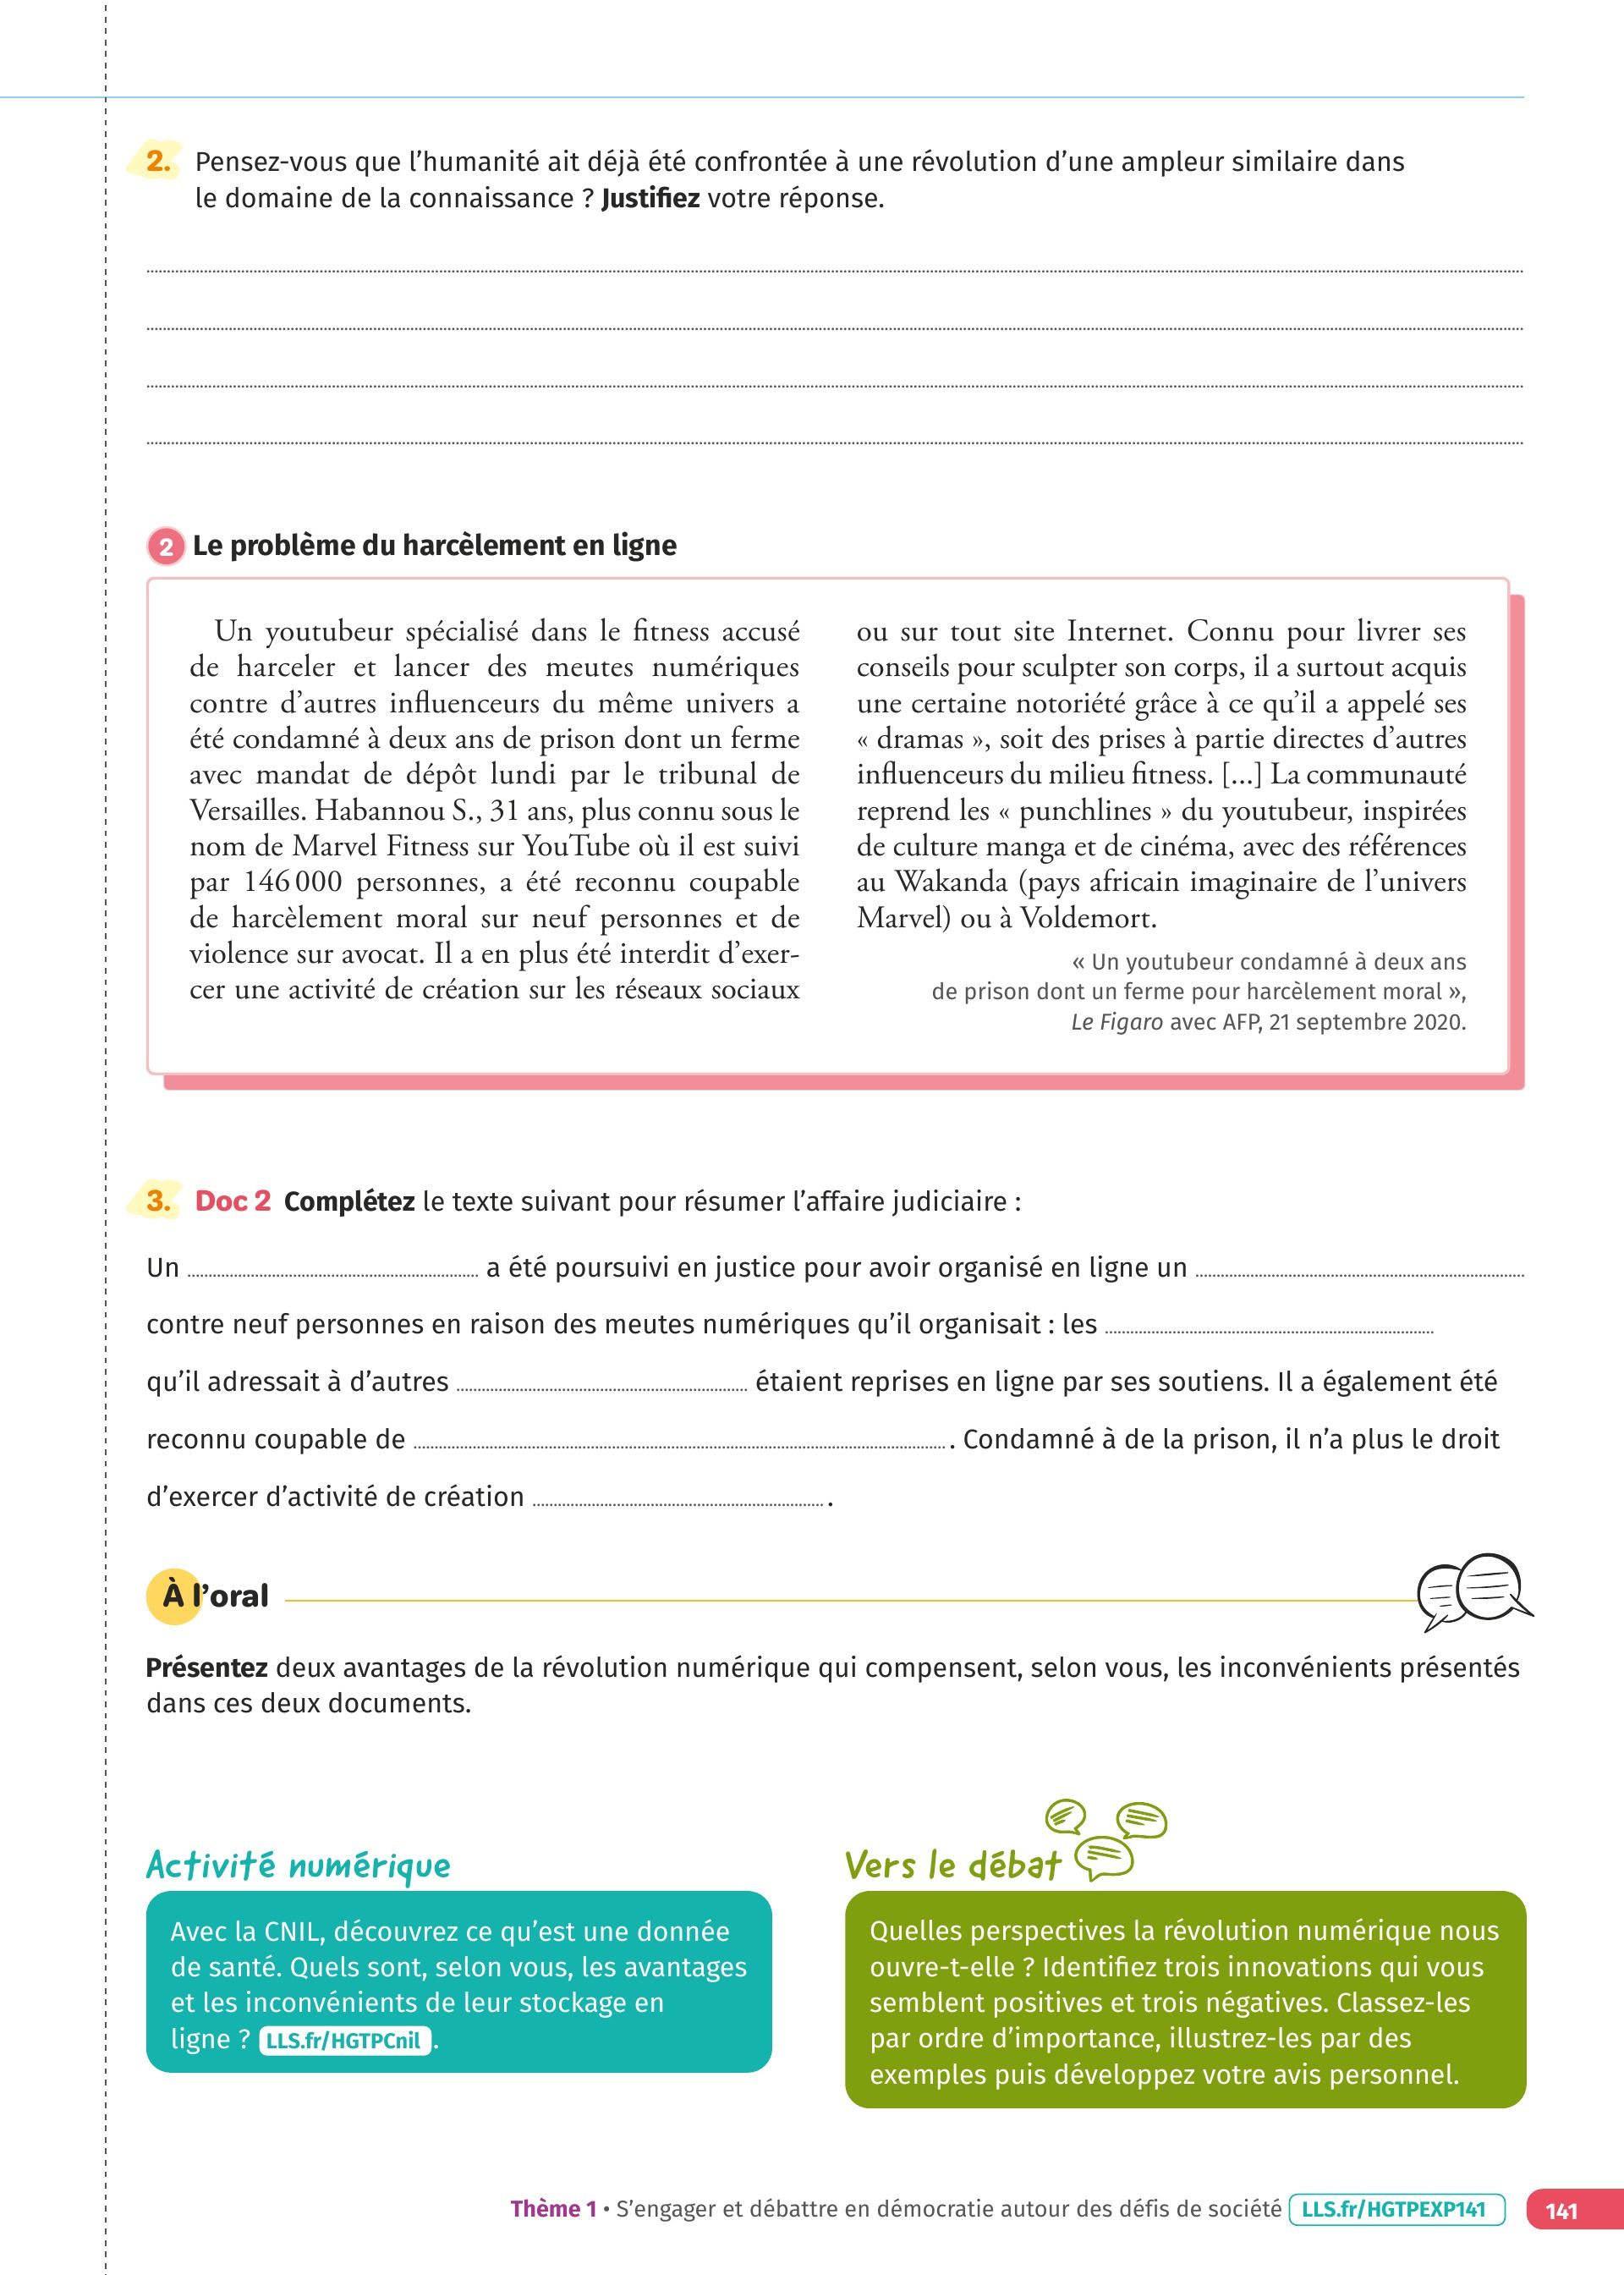 2. Pensez-vous que l’humanité ait déjà été confrontée à une révolution d’une ampleur similaire dans
le domaine de la connaissance ? Justifiez votre réponse.
2 Le problème du harcèlement en ligne
Un youtubeur spécialisé dans le fitness accusé
de harceler et lancer des meutes numériques
contre d’autres influenceurs du même univers a
été condamné à deux ans de prison dont un ferme
avec mandat de dépôt lundi par le tribunal de
Versailles. Habannou S., 31 ans, plus connu sous le
nom de Marvel Fitness sur YouTube où il est suivi
par 146 000 personnes, a été reconnu coupable
de harcèlement moral sur neuf personnes et de
violence sur avocat. Il a en plus été interdit d’exer-
cer une activité de création sur les réseaux sociaux
ou sur tout site Internet. Connu pour livrer ses
conseils pour sculpter son corps, il a surtout acquis
une certaine notoriété grâce à ce qu’il a appelé ses
« dramas », soit des prises à partie directes d’autres
influenceurs du milieu fitness. [...] La communauté
reprend les « punchlines » du youtubeur, inspirées
de culture manga et de cinéma, avec des références
au Wakanda (pays africain imaginaire de l’univers
Marvel) ou à Voldemort.
« Un youtubeur condamné à deux ans
de prison dont un ferme pour harcèlement moral »,
Le Figaro avec AFP, 21 septembre 2020.
3. Doc 2 Complétez le texte suivant pour résumer l’affaire judiciaire :
Un ........ a été poursuivi en justice pour avoir organisé en ligne un ........
contre neuf personnes en raison des meutes numériques qu’il organisait : les ........
qu’il adressait à d’autres ........ étaient reprises en ligne par ses soutiens. Il a également été
reconnu coupable de ........ . Condamné à de la prison, il n’a plus le droit
d’exercer d’activité de création ........ .
À l’oral
Présentez deux avantages de la révolution numérique qui compensent, selon vous, les inconvénients présentés
dans ces deux documents.
Activité numérique
Avec la CNIL, découvrez ce qu’est une donnée
de santé. Quels sont, selon vous, les avantages
et les inconvénients de leur stockage en
ligne ? LLS.fr/HGTPCnil .
Vers le débat
Quelles perspectives la révolution numérique nous
ouvre-t-elle ? Identifiez trois innovations qui vous
semblent positives et trois négatives. Classez-les
par ordre d’importance, illustrez-les par des
exemples puis développez votre avis personnel.
Thème 1 • S’engager et débattre en démocratie autour des défis de société LLS.fr/HGTPEXP141 141